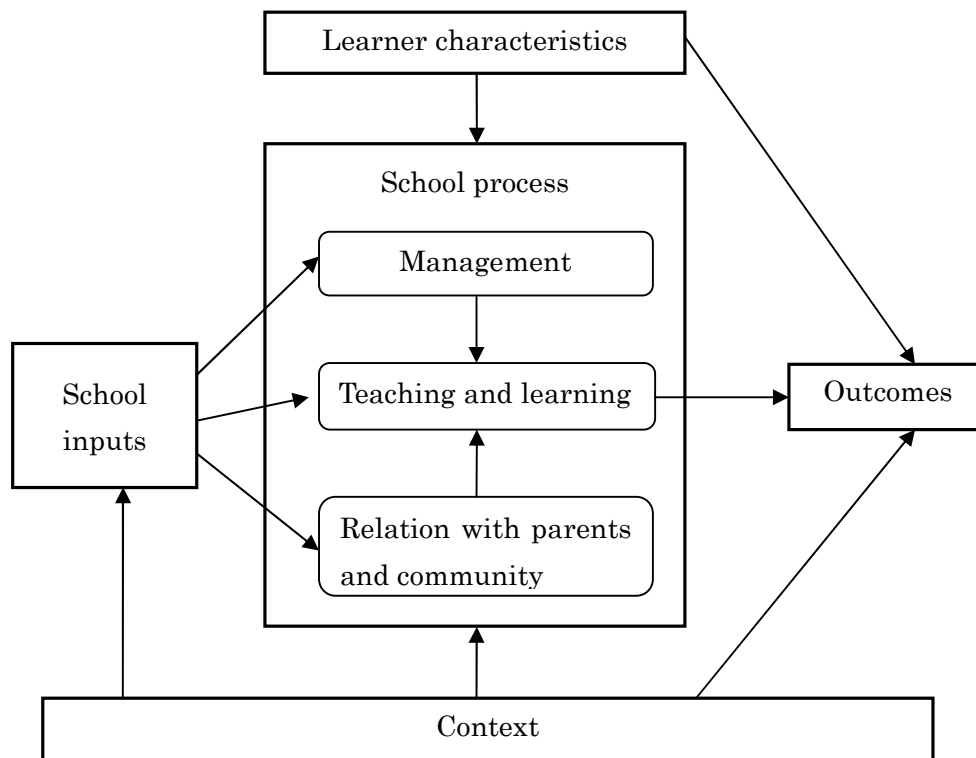 Learner characteristics
School process
Management
School
inputs
Teaching and learning
Outcomes
Relation with parents
and community
Context